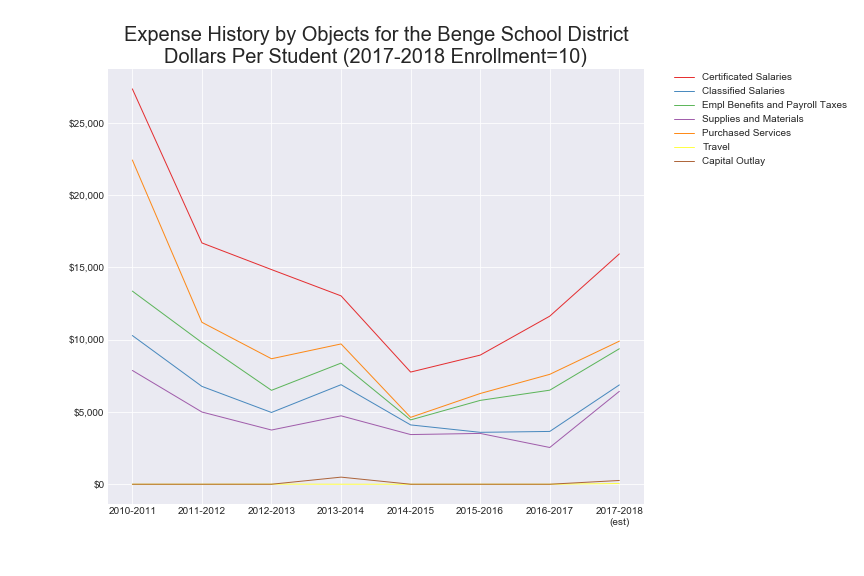 Expense History by Objects for the Benge School District
Dollars Per Student (2017-2018 Enrollment=10)
Certificated Salaries
Classified Salaries
Empl Benefits and Payroll Taxes
Supplies and Materials
Purchased Services
Travel
Capital Outlay
$25,000
$20,000
$15,000
$10,000
$5,000
$0
2010-2011 2011-2012 2012-2013 2013-2014 2014-2015 2015-2016 2016-2017 2017-2018
(est)